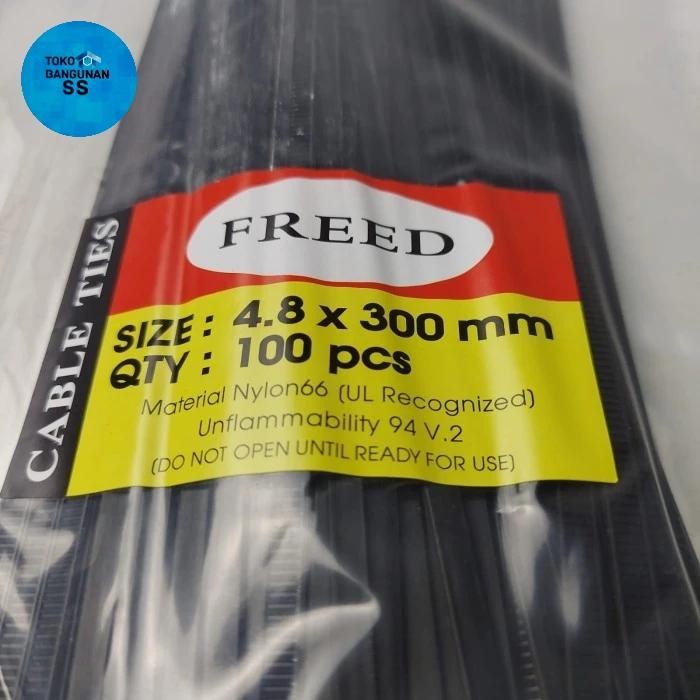 TOKO
BANGUNAN
SS
FREED
CABLE TIES
SIZE : 4.8 x 300 mm
QTY : 100 pcs
Material Nylon66 (UL Recognized)
Unflammability 94 V.2
(DO NOT OPEN UNTIL READY FOR USE)